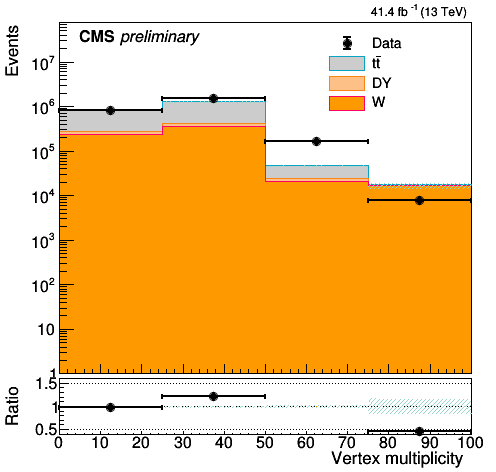 41.4 fb⁻¹ (13 TeV)
CMS preliminary
Data
tt̄
DY
W
Events
10⁷
10⁶
10⁵
10⁴
10³
10²
10
1
Ratio
1.5
1
0.5
0 10 20 30 40 50 60 70 80 90 100
Vertex multiplicity